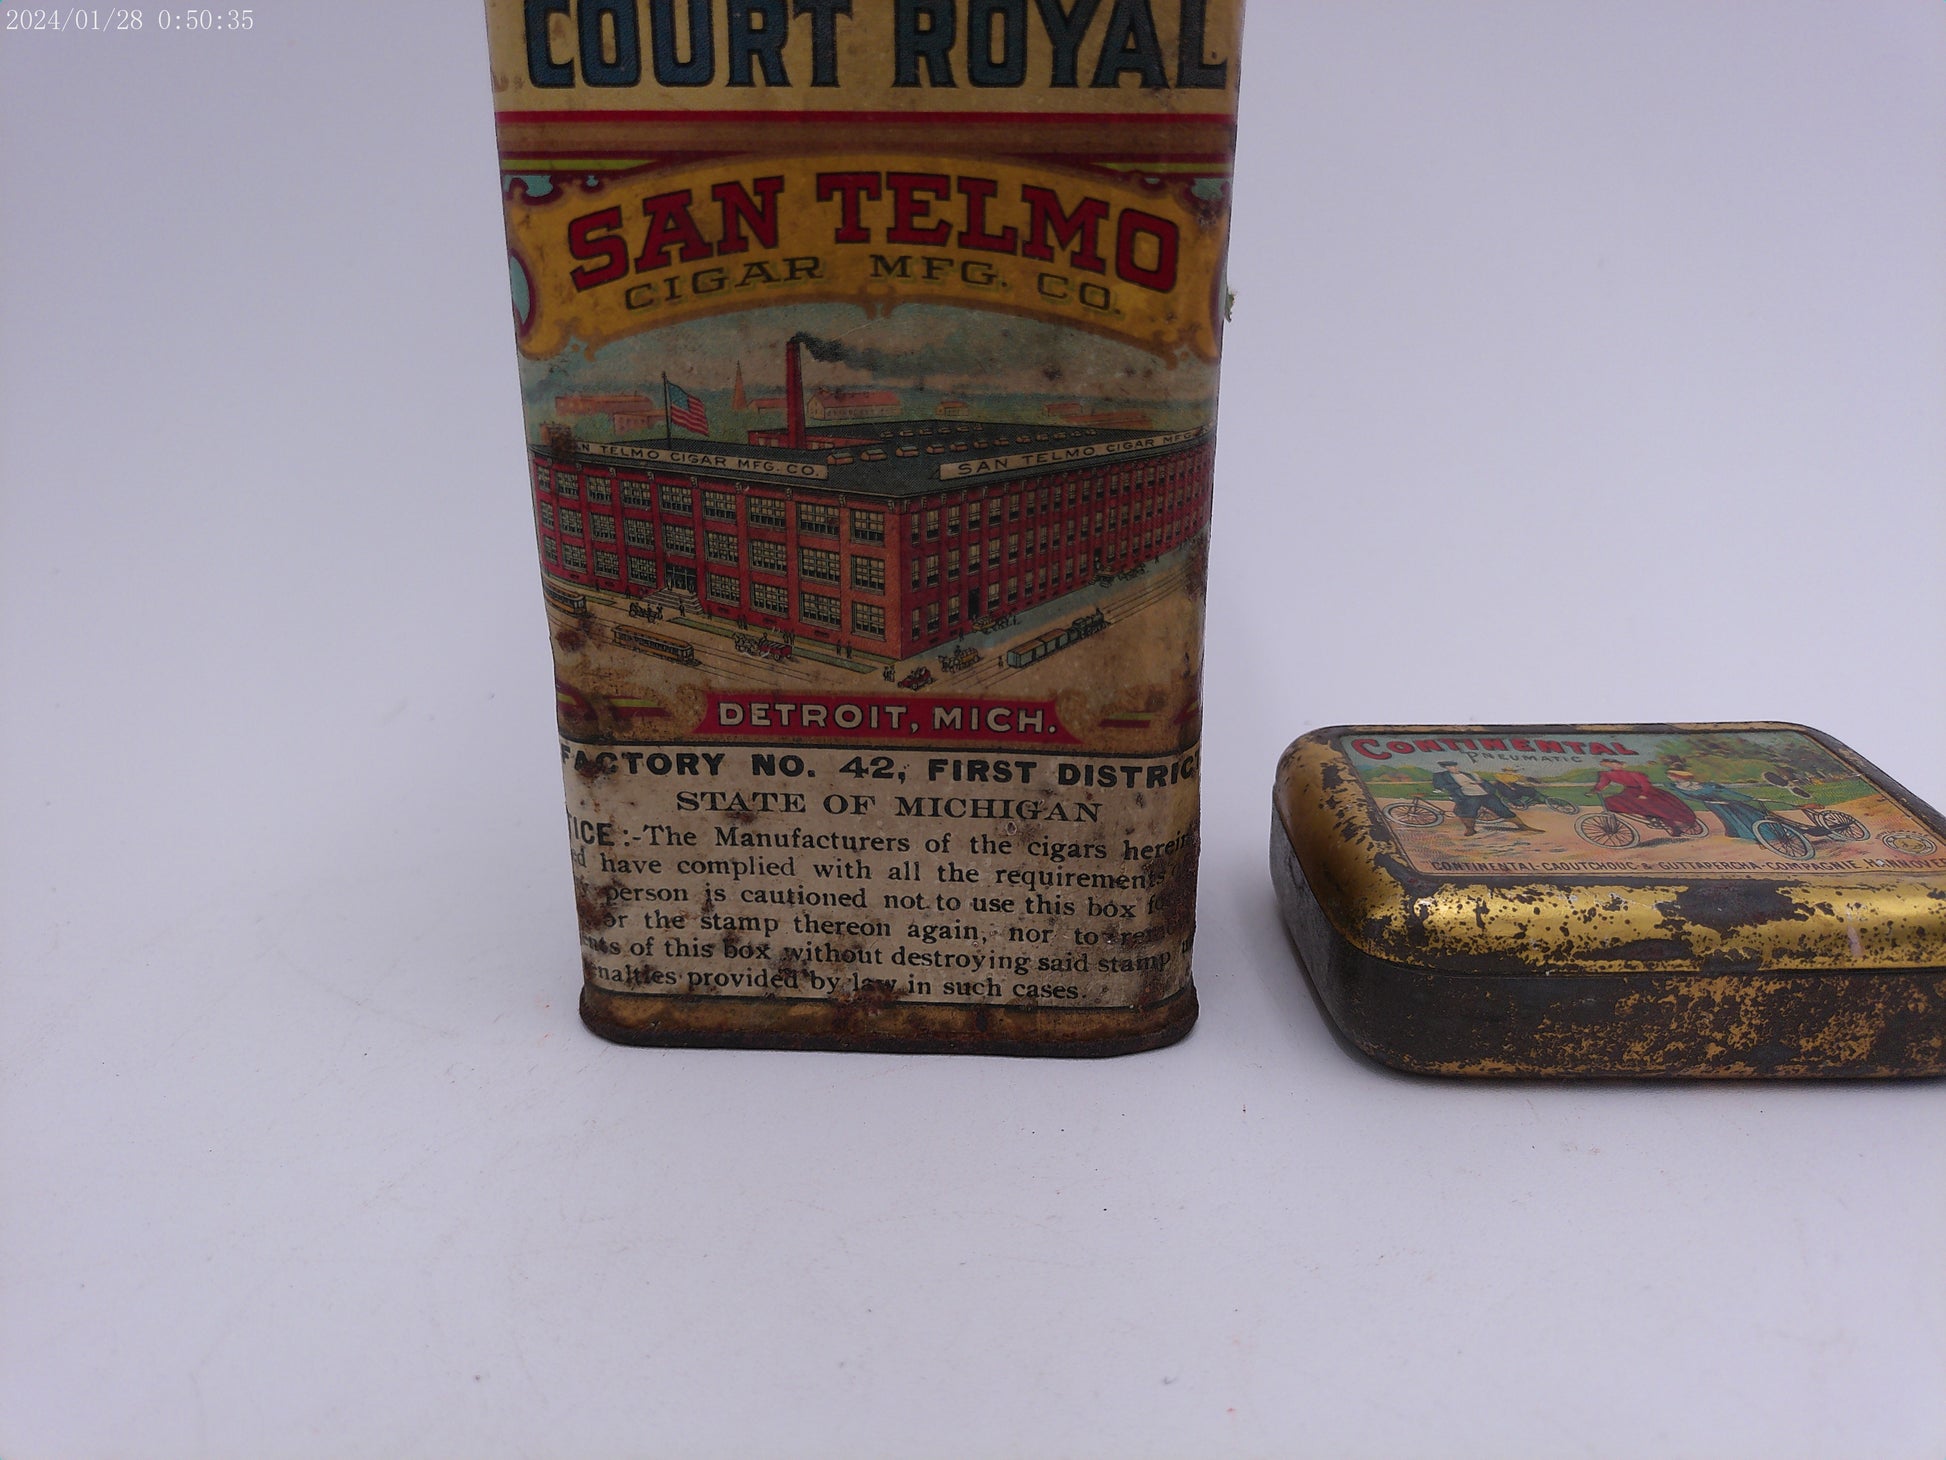 2024/01/28 0:50:35
COURT ROYAL
SAN TELMO
CIGAR MFG. CO.
N TELMO CIGAR MFG. CO.
SAN TELMO CIGAR MFG
DETROIT, MICH.
FACTORY NO. 42, FIRST DISTRICT
STATE OF MICHIGAN
TICE:-The Manufacturers of the cigars herein
d have complied with all the requirements
person is cautioned not to use this box
or the stamp thereon again, nor to
of this box without destroying said stamp
nalties provided by law in such cases.
CONTINENTAL
PNEUMATIC
CONTINENTAL-CAOUTCHOUC-&-GUTTAPERCHA-COMPAGNIE HANNOVER